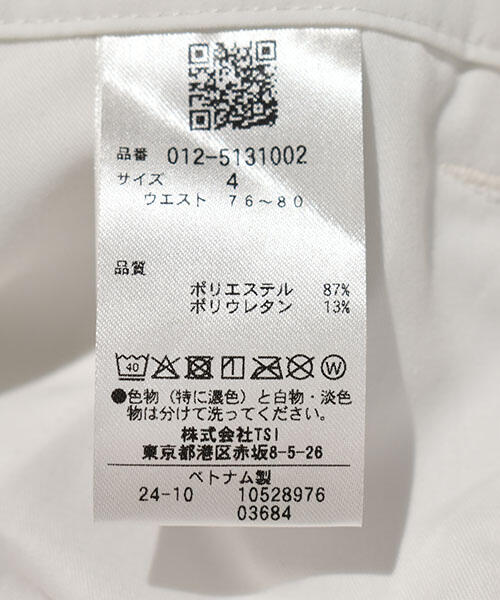 品番 012-5131002
サイズ 4
ウエスト 76～80
品質
ポリエステル 87%
ポリウレタン 13%
40 W
●色物（特に濃色）と白物・淡色
物は分けて洗ってください。
株式会社TSI
東京都港区赤坂8-5-26
ベトナム製
24-10 10528976
03684